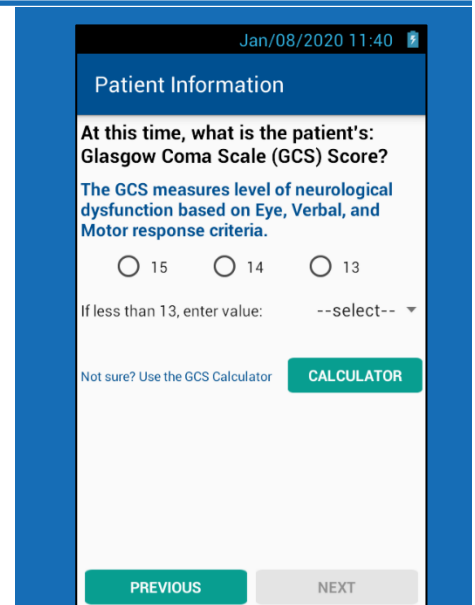 Jan/08/2020 11:40
Patient Information
At this time, what is the patient's:
Glasgow Coma Scale (GCS) Score?
The GCS measures level of neurological
dysfunction based on Eye, Verbal, and
Motor response criteria.
15 14 13
If less than 13, enter value: --select--
Not sure? Use the GCS Calculator CALCULATOR
PREVIOUS NEXT